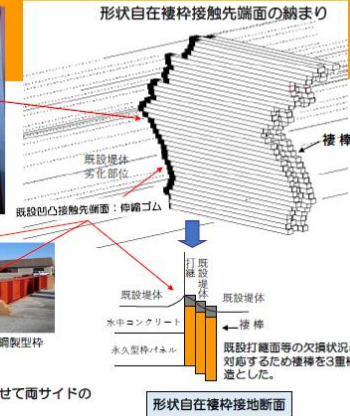 形状自在褄枠接触先端面の納まり
褄棒
既設堤体
劣化部位
既設凹凸接触先端面：伸縮ゴム
打継
既設堤体
既設堤体
既設堤体
水中コンクリート
褄棒
永久型枠パネル
鋼製型枠
既設打継面等の欠損状況
対応するため褄棒を3重
造とした。
せて両サイドの
形状自在褄枠接地断面